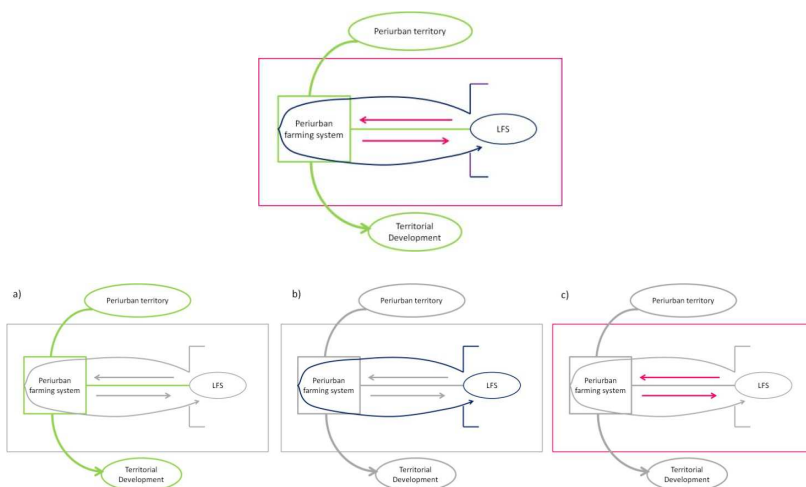 Periurban territory
Periurban
farming system
LFS
Territorial
Development
a)
Periurban territory
Periurban
farming system
LFS
Territorial
Development
b)
Periurban territory
Periurban
farming system
LFS
Territorial
Development
c)
Periurban territory
Periurban
farming system
LFS
Territorial
Development